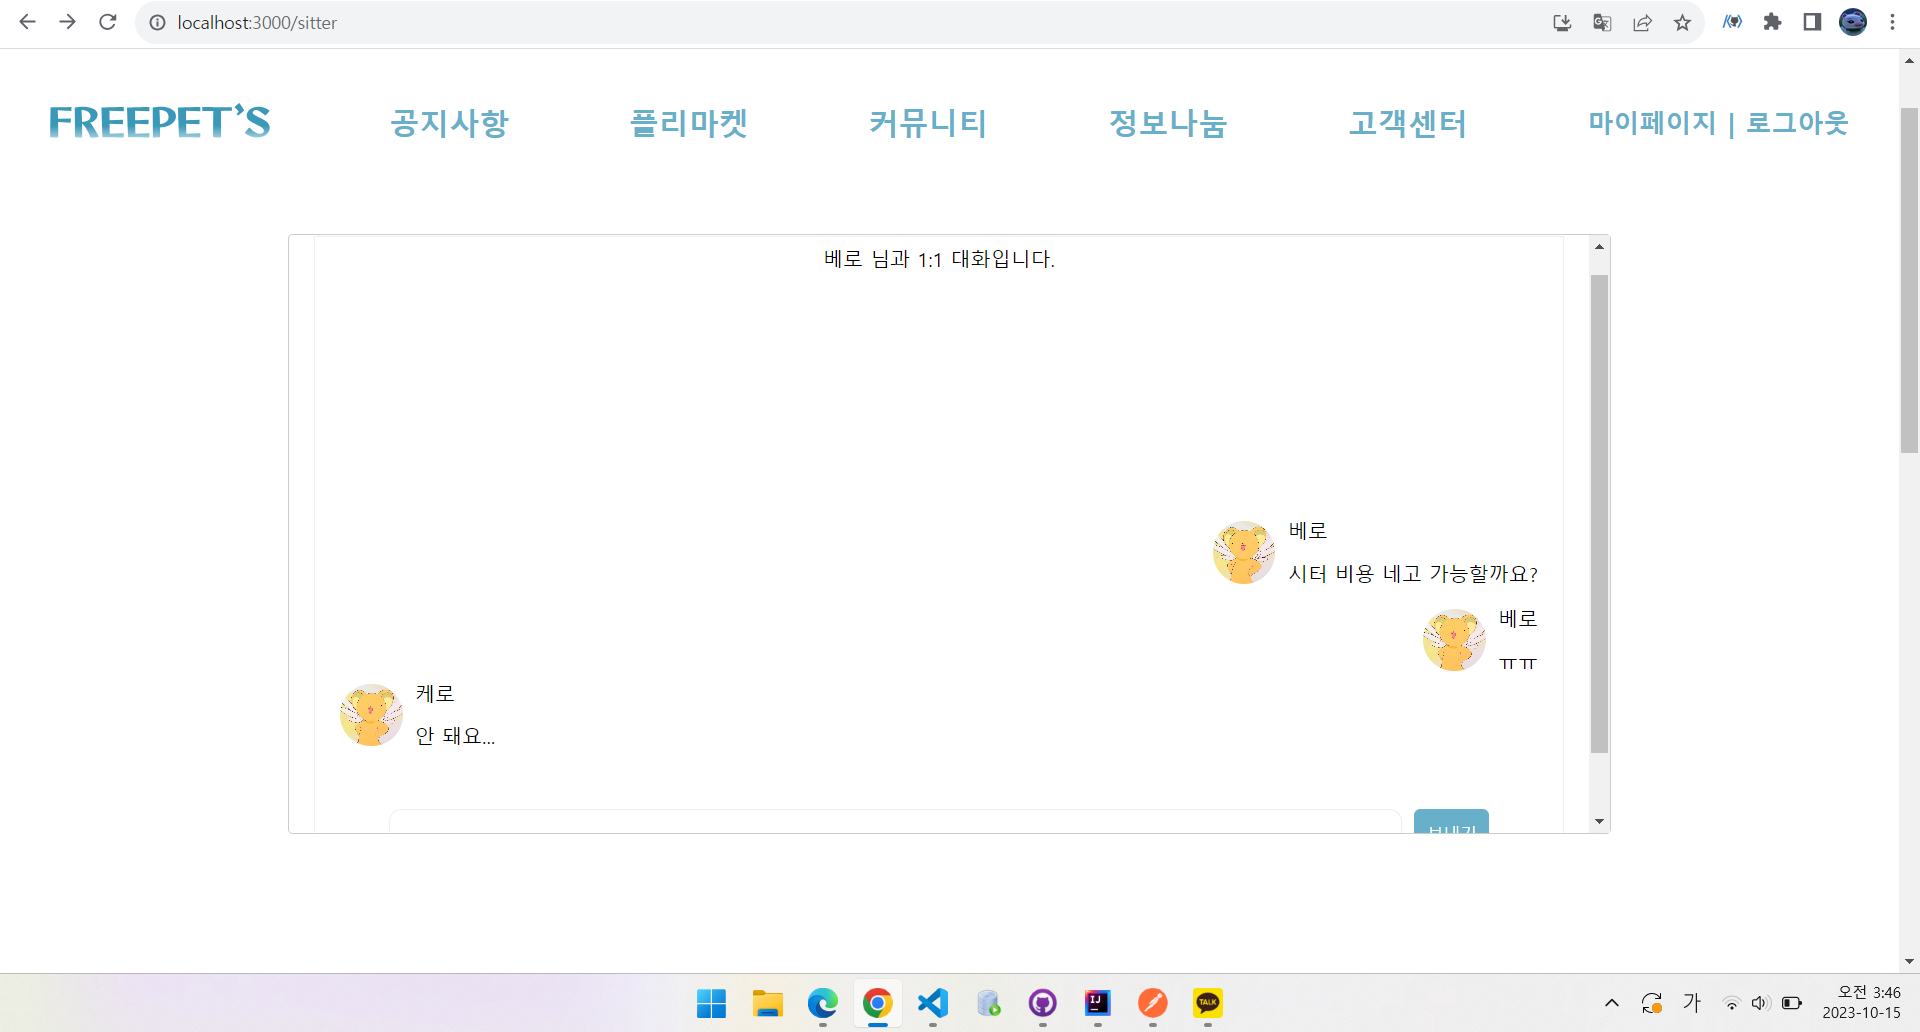 localhost:3000/sitter
FREEPET'S 공지사항 플리마켓 커뮤니티 정보나눔 고객센터 마이페이지 | 로그아웃
베로 님과 1:1 대화입니다.
베로
시터 비용 네고 가능할까요?
베로
ㅠㅠ
케로
안 돼요...
TALK
IJ
가
오전 3:46
2023-10-15